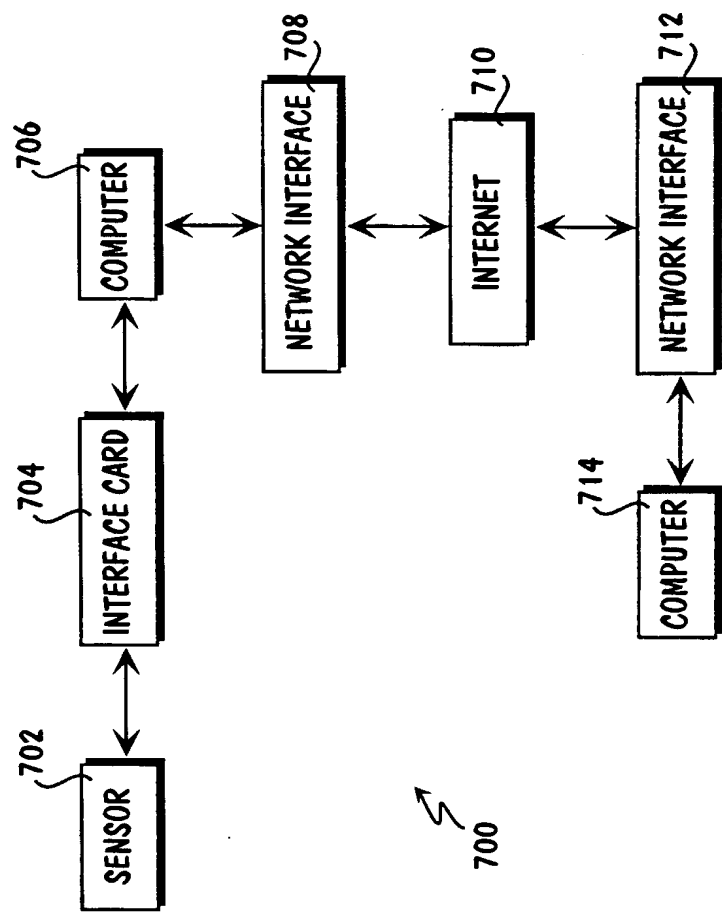 702
SENSOR
704
INTERFACE CARD
706
COMPUTER
708
NETWORK INTERFACE
710
INTERNET
712
NETWORK INTERFACE
714
COMPUTER
700